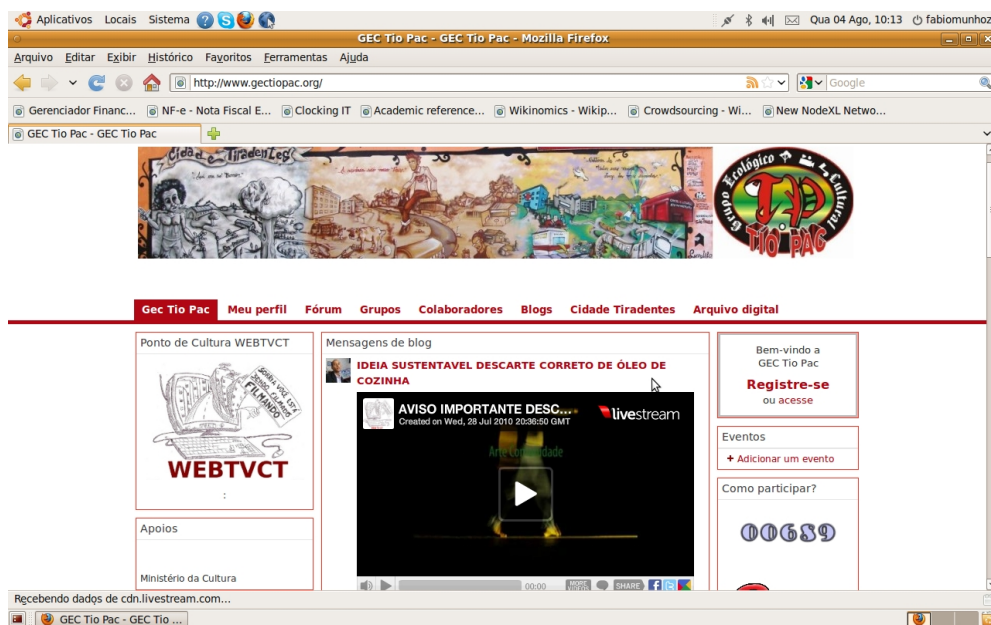 Aplicativos Locais Sistema Qua 04 Ago, 10:13 fabiomunhoz
GEC Tio Pac - GEC Tio Pac - Mozilla Firefox
Arquivo Editar Exibir Histórico Favoritos Ferramentas Ajuda
http://www.gectiopac.org/ Google
Gerenciador Financ... NF-e - Nota Fiscal E... Clocking IT Academic reference... Wikinomics - Wikip... Crowdsourcing - Wi... New NodeXL Netwo...
GEC Tio Pac - GEC Tio Pac
Cidade Tiradentes
Grupo Ecológico Cultural
TIO PAC
Gec Tio Pac Meu perfil Fórum Grupos Colaboradores Blogs Cidade Tiradentes Arquivo digital
Ponto de Cultura WEBTVCT
SORRIA VOCÊ ESTÁ
SENDO
FILMANDO
WEBTVCT
:
Apoios
Ministério da Cultura
Mensagens de blog
IDEIA SUSTENTAVEL DESCARTE CORRETO DE ÓLEO DE
COZINHA
AVISO IMPORTANTE DESC...
Created on Wed, 28 Jul 2010 20:36:50 GMT
livestream
00:00 MORE VIDEOS SHARE
Bem-vindo a
GEC Tio Pac
Registre-se
ou acesse
Eventos
+ Adicionar um evento
Como participar?
00689
Recebendo dados de cdn.livestream.com...
GEC Tio Pac - GEC Tio ...